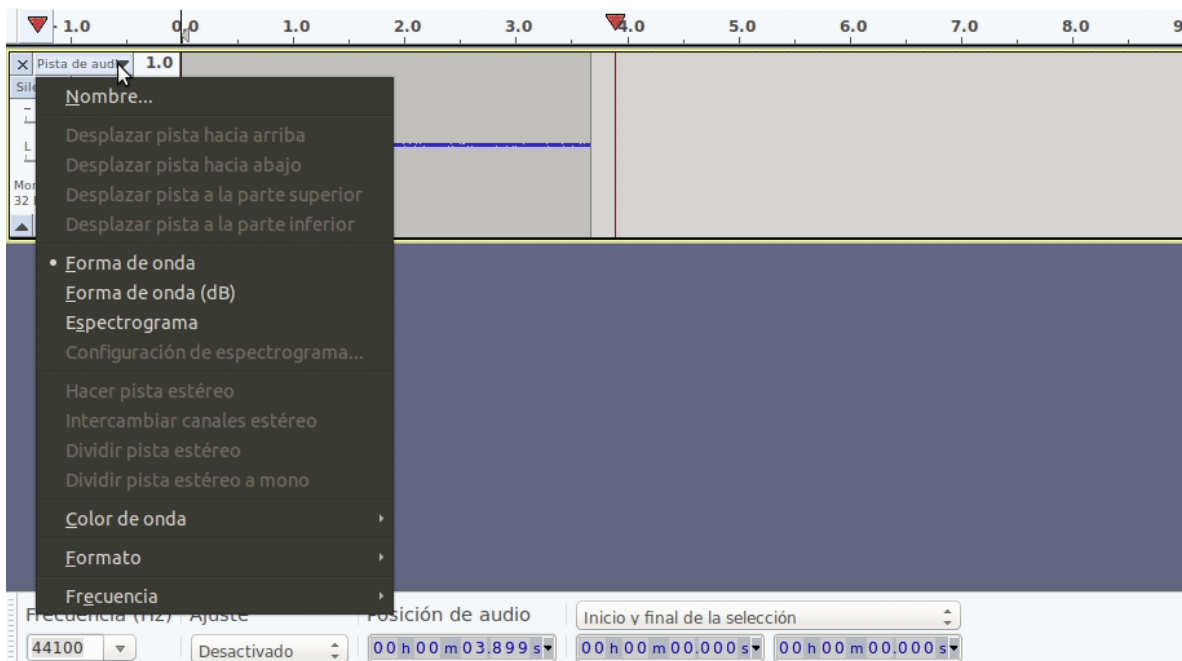 - 1.0 0,0 1.0 2.0 3.0 4.0 5.0 6.0 7.0 8.0 9
Pista de aud 1.0
Nombre...
Desplazar pista hacia arriba
Desplazar pista hacia abajo
Desplazar pista a la parte superior
Desplazar pista a la parte inferior
L
32
Forma de onda
Forma de onda (dB)
Espectrograma
Configuración de espectrograma...
Hacer pista estéreo
Intercambiar canales estéreo
Dividir pista estéreo
Dividir pista estéreo a mono
Color de onda
Formato
Frecuencia
Frecuencia (Hz) Ajuste Posición de audio Inicio y final de la selección
44100 Desactivado 00 h 00 m 03.899 s 00 h 00 m 00.000 s 00 h 00 m 00.000 s